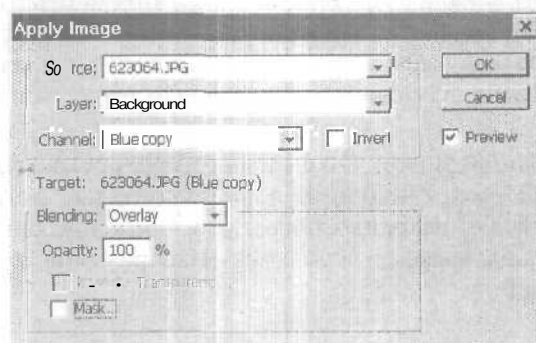 Apply Image
So rce: 623064.JPG
OK
Layer: Background
Cancel
Channel: Blue copy
Invert
Preview
Target: 623064.JPG (Blue copy)
Blending: Overlay
Opacity: 100 %
Mask...